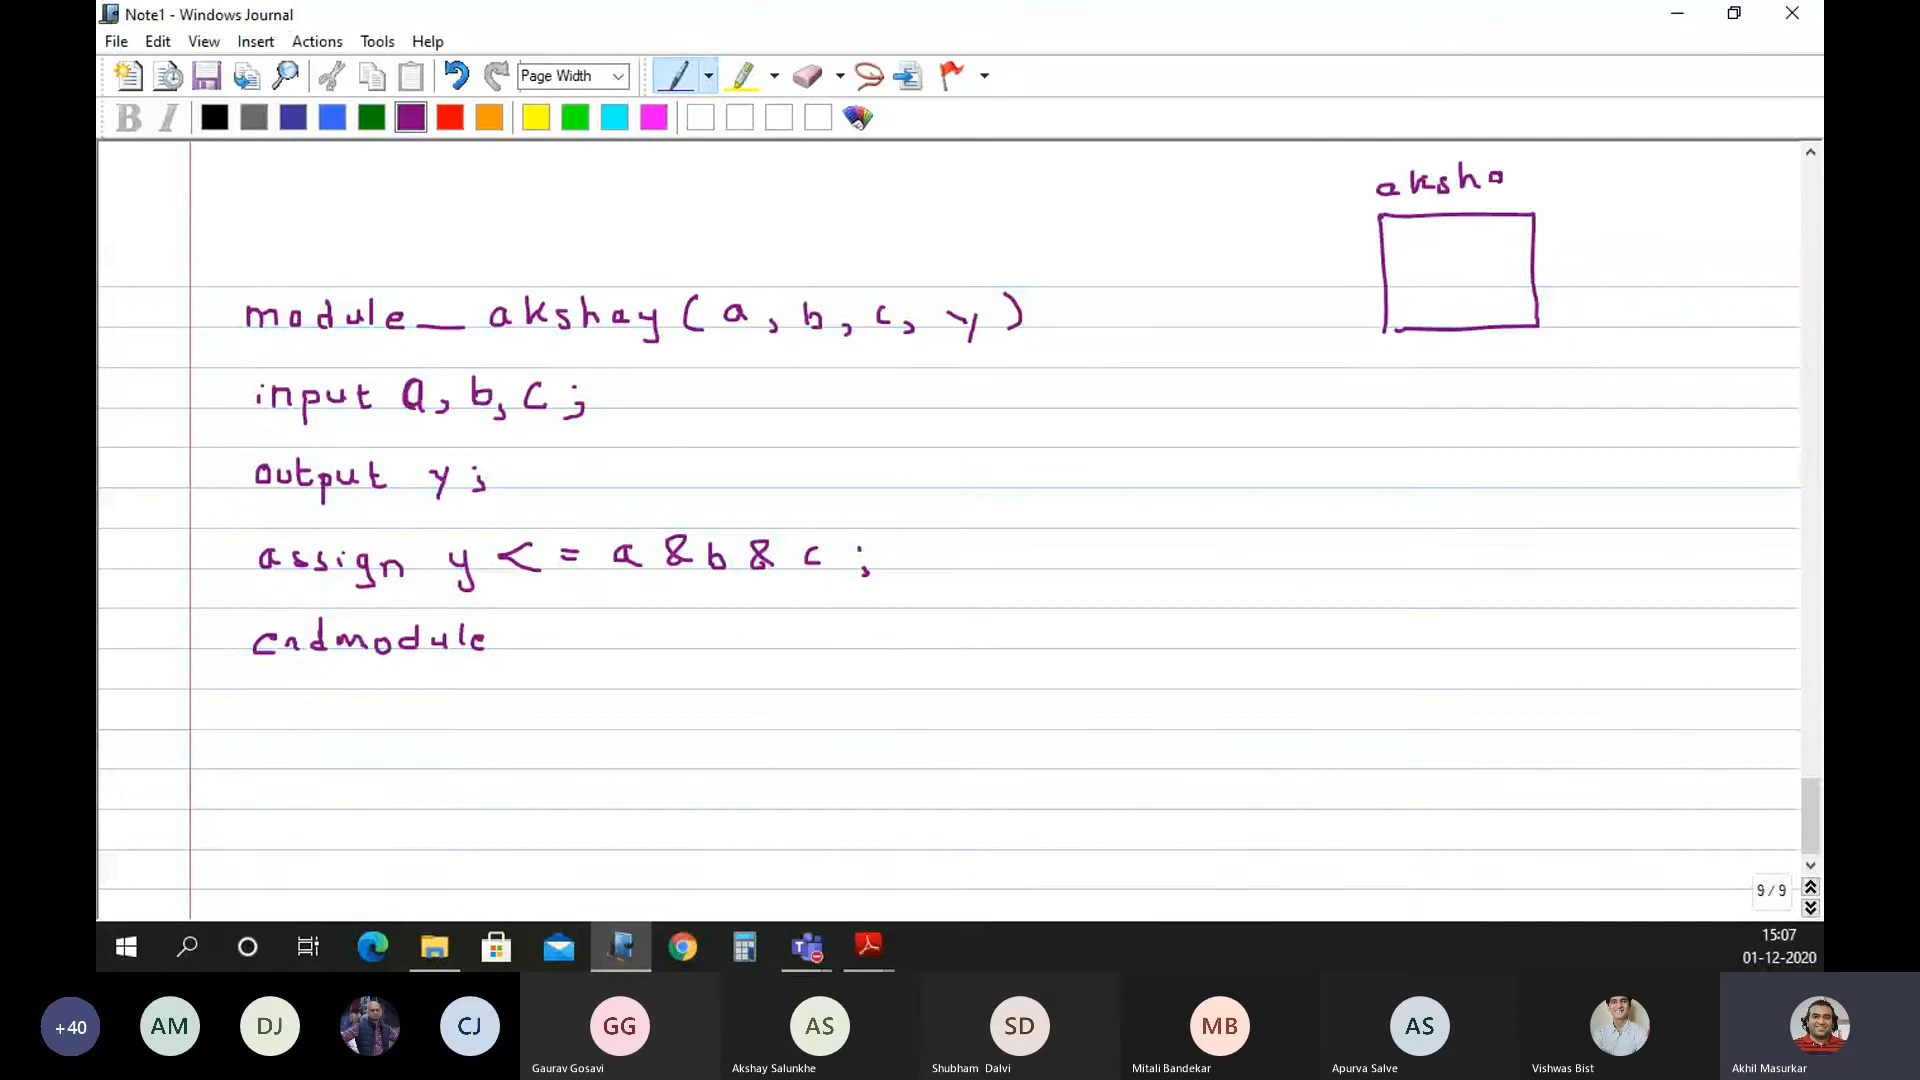 Note1 - Windows Journal
File Edit View Insert Actions Tools Help
Page Width
B I
aksha
module_ akshay ( a, b, c, y )
input a, b, c ;
output y ;
assign y < = a & b & c ;
endmodule
9 / 9
15:07
01-12-2020
+40 AM DJ CJ GG AS SD MB AS
Gaurav Gosavi Akshay Salunkhe Shubham Dalvi Mitali Bandekar Apurva Salve Vishwas Bist Akhil Masurkar